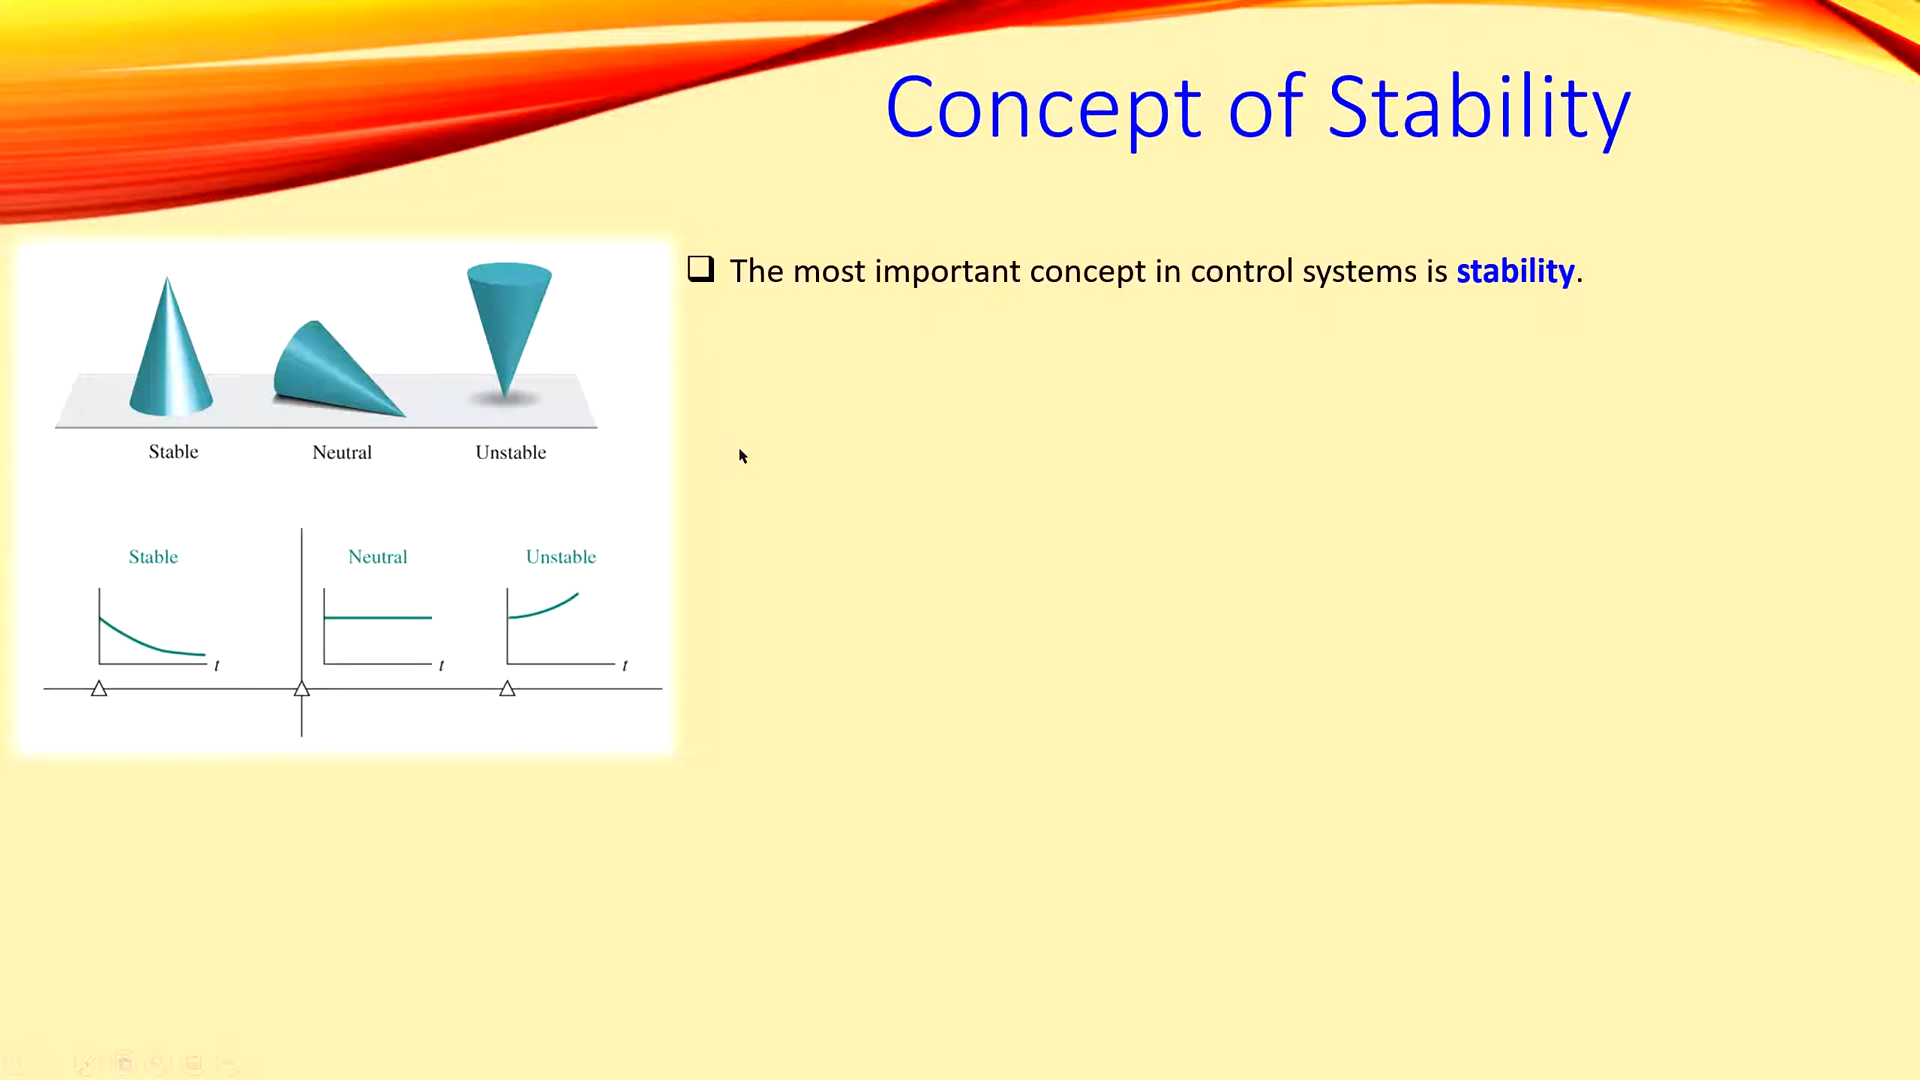 Concept of Stability
❑ The most important concept in control systems is stability.
Stable Neutral Unstable
Stable Neutral Unstable
t t t